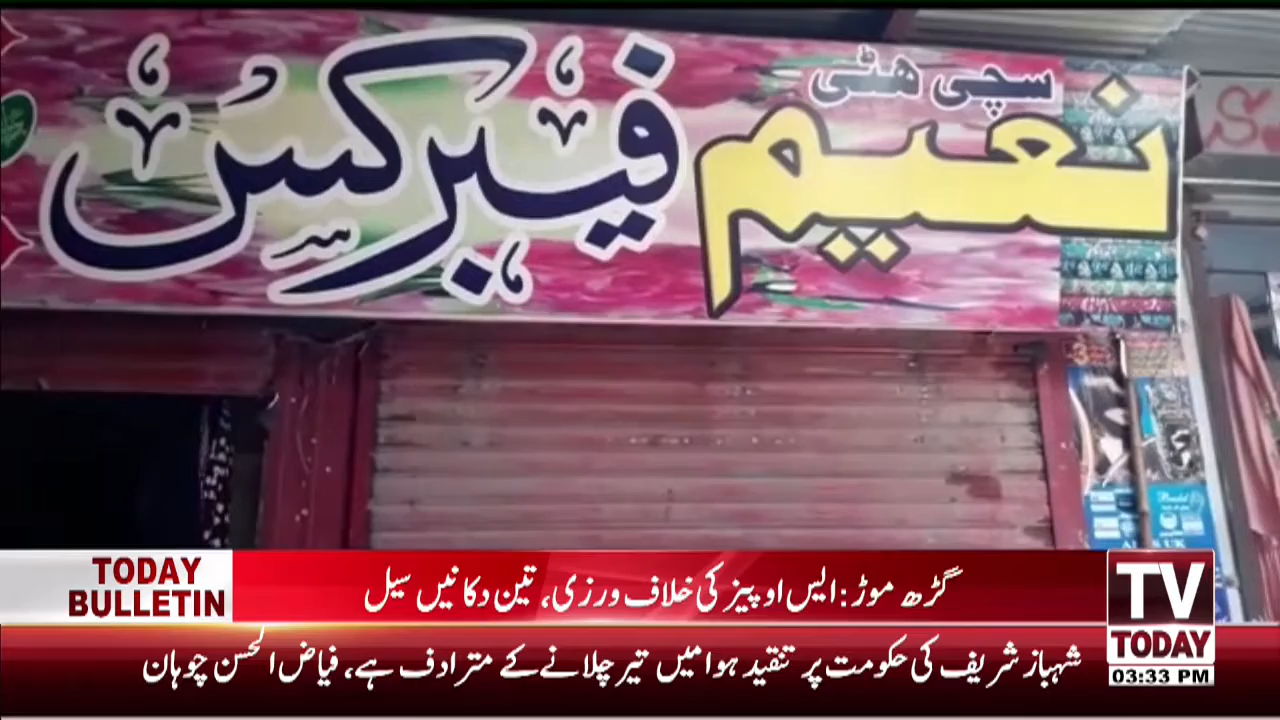 سچی ھٹی
نعیم فیبرکس
TODAY
BULLETIN
گڑھ موڑ: ایس او پیز کی خلاف ورزی، تین دکانیں سیل
شہباز شریف کی حکومت پر تنقید ہوا میں تیر چلانے کے مترادف ہے، فیاض الحسن چوہان
TV
TODAY
03:33 PM